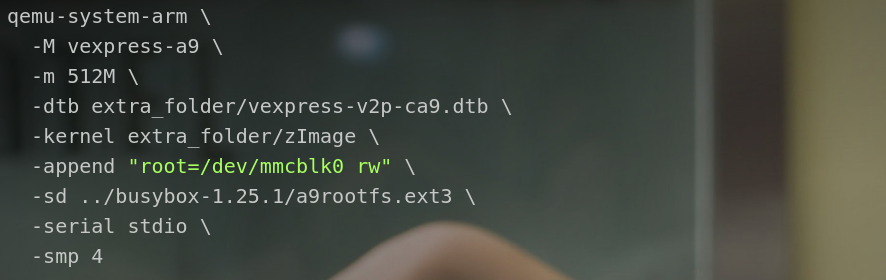 qemu-system-arm \
-M vexpress-a9 \
-m 512M \
-dtb extra_folder/vexpress-v2p-ca9.dtb \
-kernel extra_folder/zImage \
-append "root=/dev/mmcblk0 rw" \
-sd ../busybox-1.25.1/a9rootfs.ext3 \
-serial stdio \
-smp 4